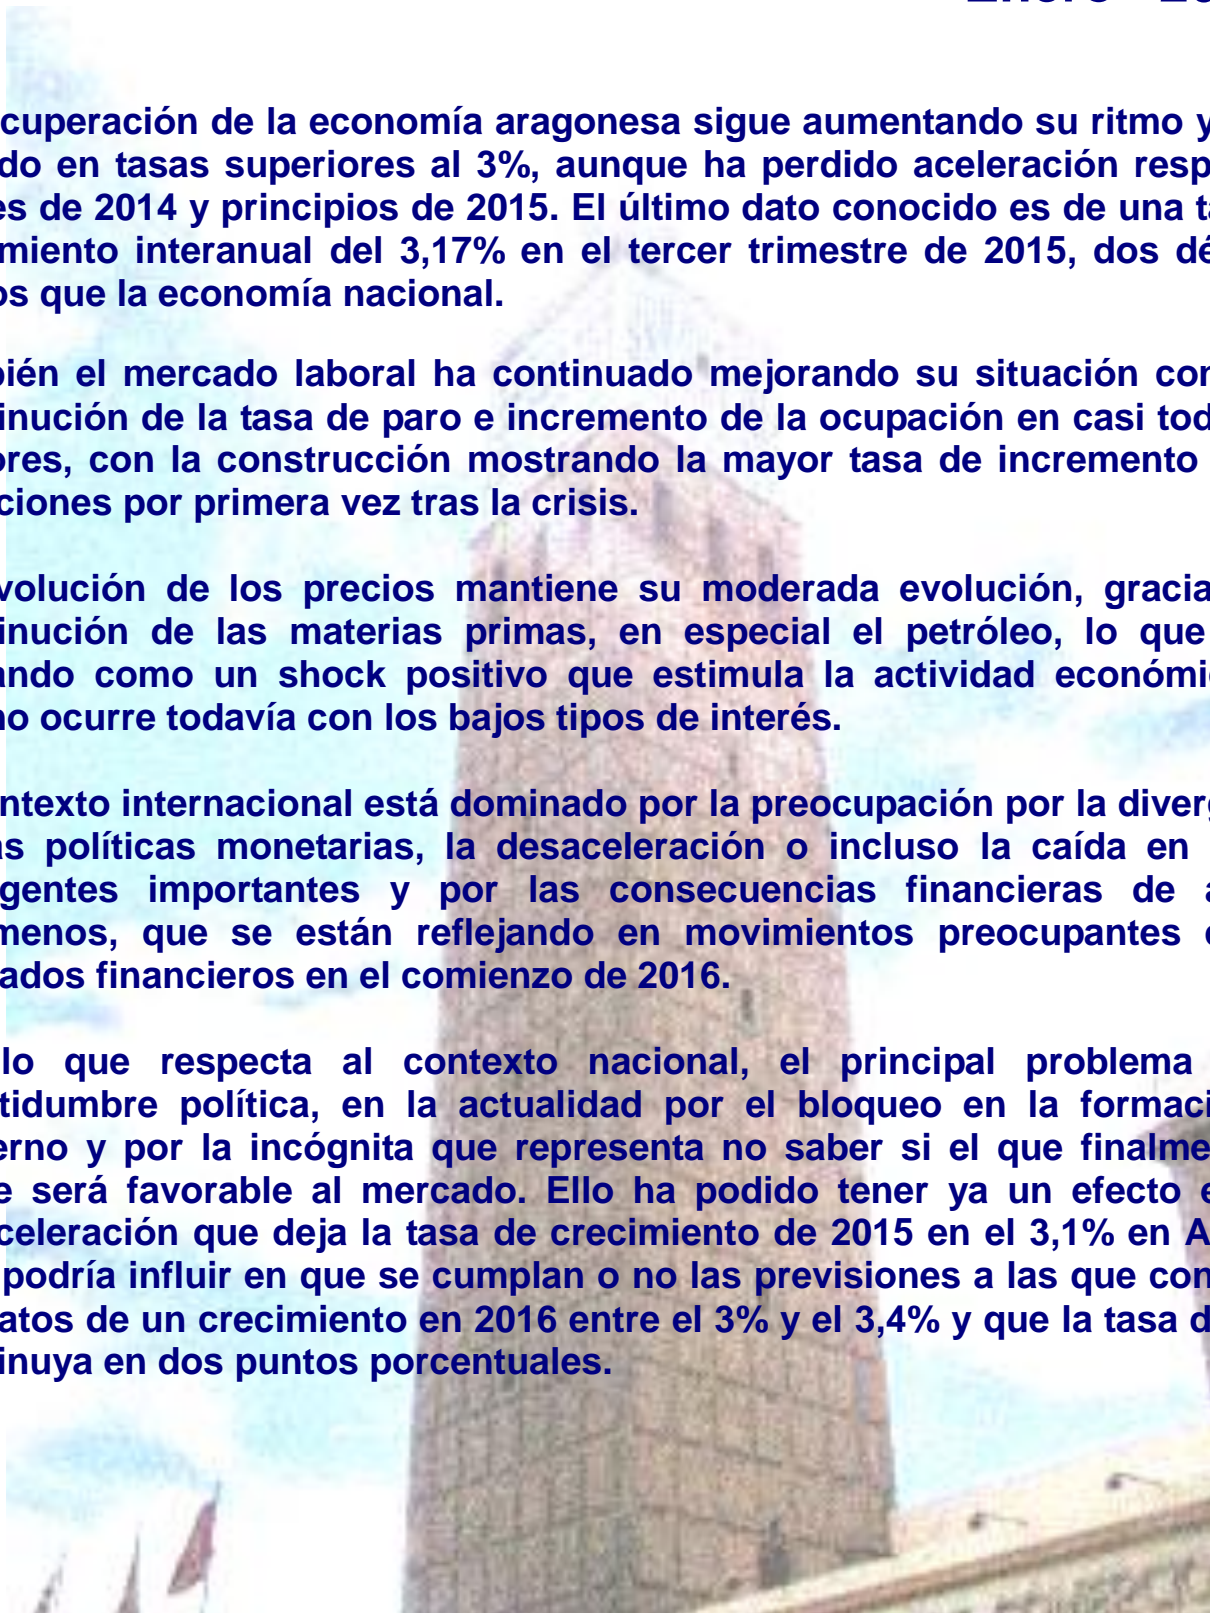 cuperación de la economía aragonesa sigue aumentando su ritmo y
do en tasas superiores al 3%, aunque ha perdido aceleración resp
es de 2014 y principios de 2015. El último dato conocido es de una ta
miento interanual del 3,17% en el tercer trimestre de 2015, dos dé
os que la economía nacional.
bién el mercado laboral ha continuado mejorando su situación con
inución de la tasa de paro e incremento de la ocupación en casi tod
ores, con la construcción mostrando la mayor tasa de incremento
ciones por primera vez tras la crisis.
volución de los precios mantiene su moderada evolución, gracia
inución de las materias primas, en especial el petróleo, lo que
ando como un shock positivo que estimula la actividad económi
no ocurre todavía con los bajos tipos de interés.
ntexto internacional está dominado por la preocupación por la diverg
as políticas monetarias, la desaceleración o incluso la caída en
gentes importantes y por las consecuencias financieras de a
menos, que se están reflejando en movimientos preocupantes e
ados financieros en el comienzo de 2016.
lo que respecta al contexto nacional, el principal problema
tidumbre política, en la actualidad por el bloqueo en la formaci
erno y por la incógnita que representa no saber si el que finalme
e será favorable al mercado. Ello ha podido tener ya un efecto e
celeración que deja la tasa de crecimiento de 2015 en el 3,1% en A
podría influir en que se cumplan o no las previsiones a las que con
atos de un crecimiento en 2016 entre el 3% y el 3,4% y que la tasa d
inuya en dos puntos porcentuales.